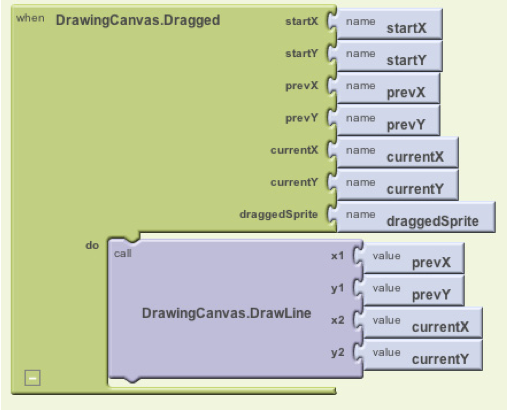 when DrawingCanvas.Dragged startX name startX
startY name startY
prevX name prevX
prevY name prevY
currentX name currentX
currentY name currentY
draggedSprite name draggedSprite
do call x1 value prevX
y1 value prevY
DrawingCanvas.DrawLine x2 value currentX
y2 value currentY